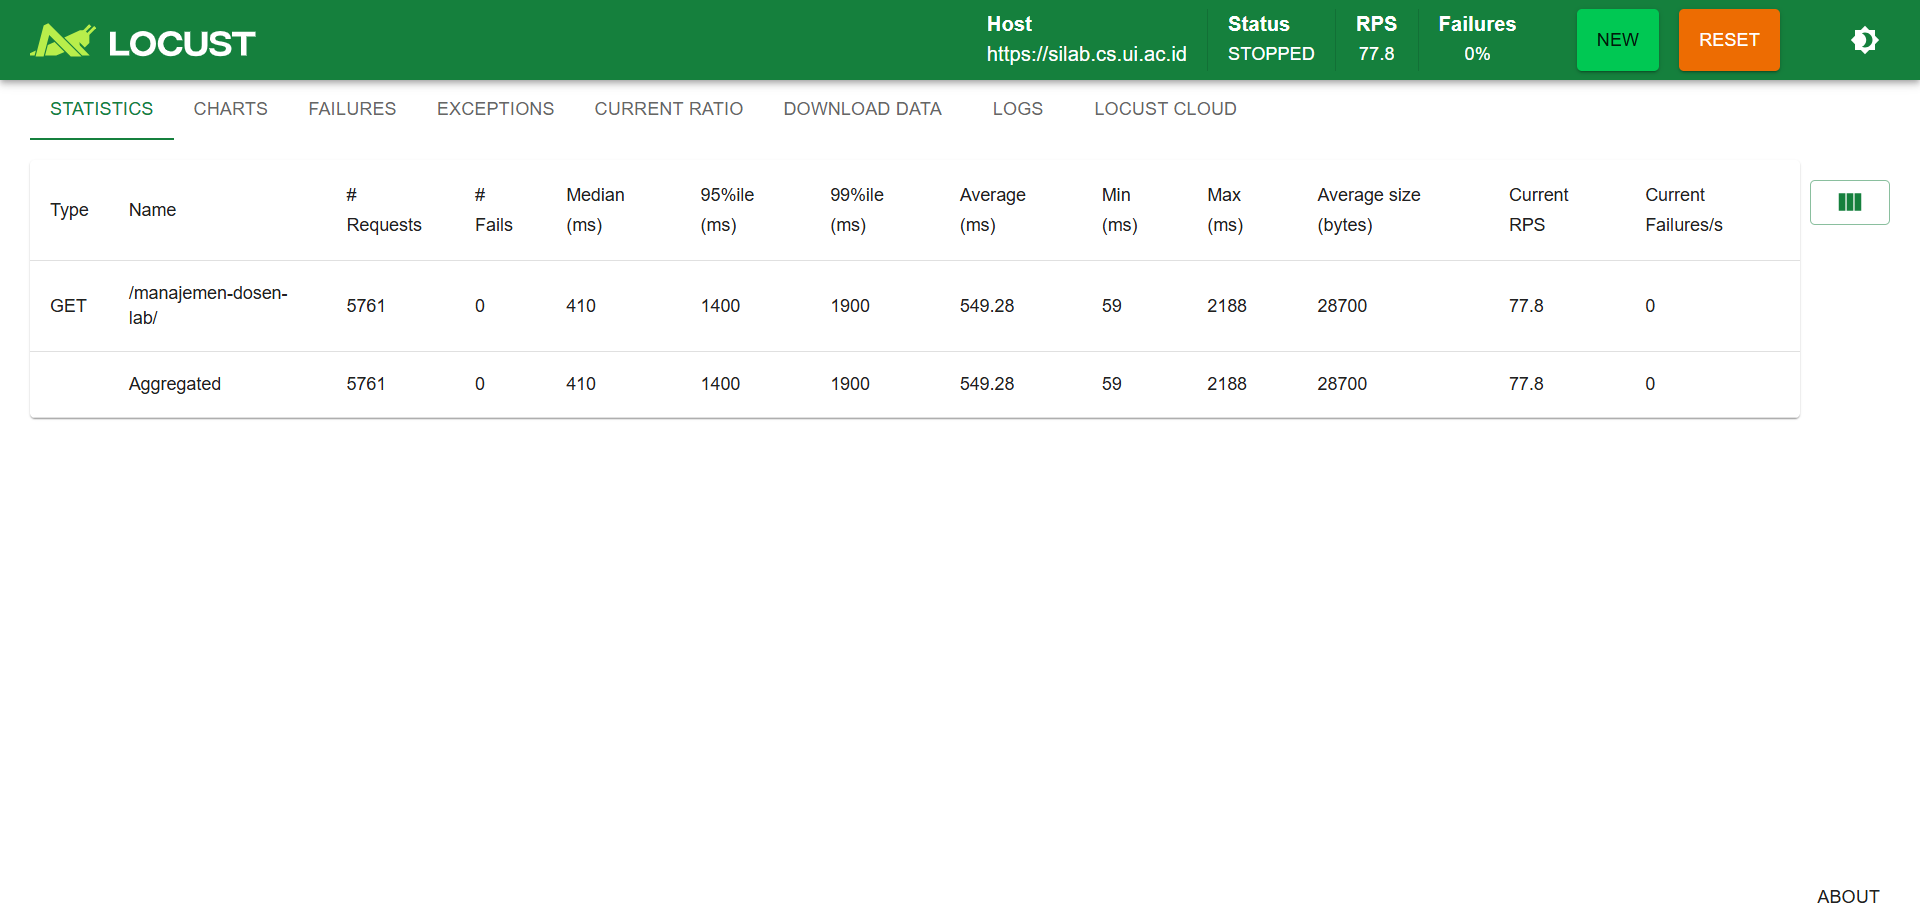 LOCUST
Host
https://silab.cs.ui.ac.id
Status
STOPPED
RPS
77.8
Failures
0%
NEW
RESET
STATISTICS CHARTS FAILURES EXCEPTIONS CURRENT RATIO DOWNLOAD DATA LOGS LOCUST CLOUD
Type Name # Requests # Fails Median (ms) 95%ile (ms) 99%ile (ms) Average (ms) Min (ms) Max (ms) Average size (bytes) Current RPS Current Failures/s
GET /manajemen-dosen-lab/ 5761 0 410 1400 1900 549.28 59 2188 28700 77.8 0
Aggregated 5761 0 410 1400 1900 549.28 59 2188 28700 77.8 0
ABOUT